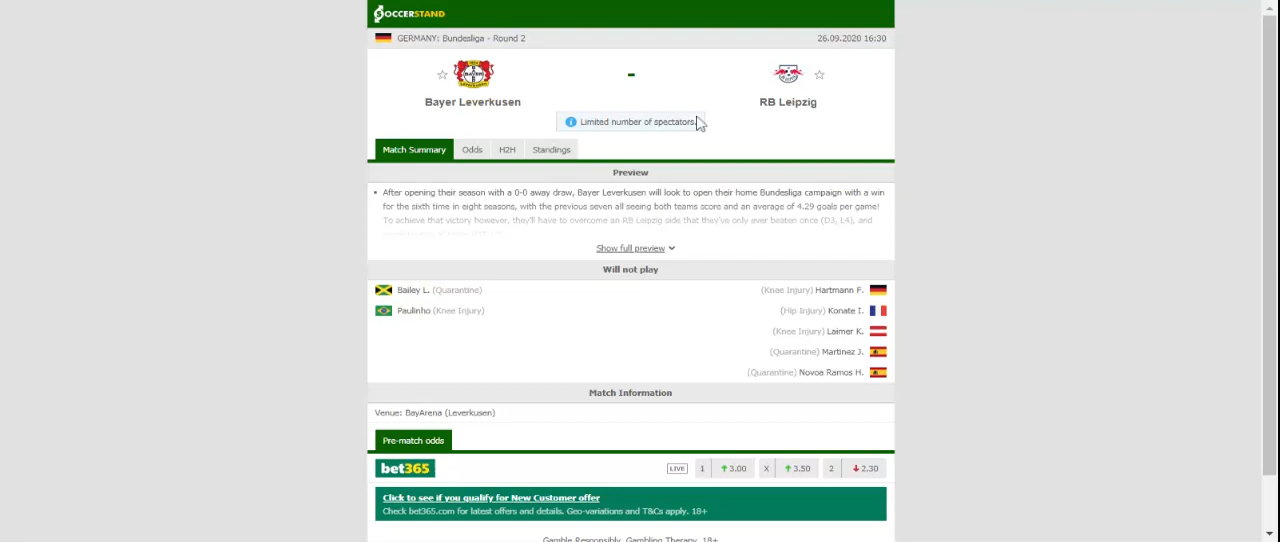 SOCCERSTAND
GERMANY: Bundesliga - Round 2 26.09.2020 16:30
Bayer Leverkusen - RB Leipzig
Limited number of spectators.
Match Summary Odds H2H Standings
Preview
• After opening their season with a 0-0 away draw, Bayer Leverkusen will look to open their home Bundesliga campaign with a win
for the sixth time in eight seasons, with the previous seven all seeing both teams score and an average of 4.29 goals per game!
To achieve that victory however, they'll have to overcome an RB Leipzig side that they've only ever beaten once (D3, L4), and
Show full preview
Will not play
Bailey L. (Quarantine) (Knee Injury) Hartmann F.
Paulinho (Knee Injury) (Hip Injury) Konate I.
(Knee Injury) Laimer K.
(Quarantine) Martinez J.
(Quarantine) Novoa Ramos H.
Match Information
Venue: BayArena (Leverkusen)
Pre-match odds
bet365 LIVE 1 3.00 X 3.50 2 2.30
Click to see if you qualify for New Customer offer
Check bet365.com for latest offers and details. Geo-variations and T&Cs apply. 18+
Gamble Responsibly. Gambling Therapy. 18+